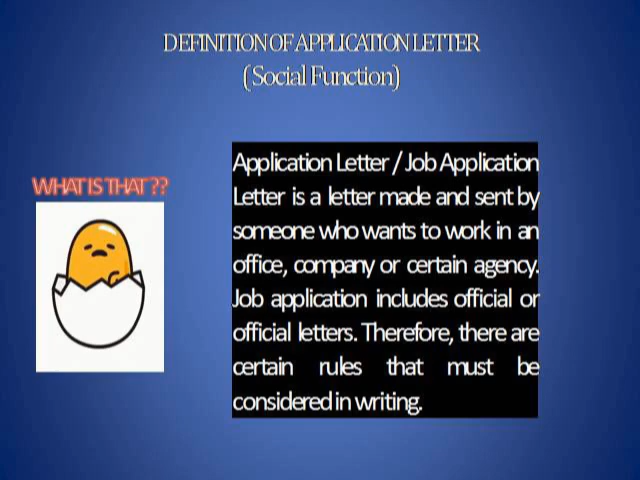 DEFINITION OF APPLICATION LETTER
( Social Function)
WHAT IS THAT ??
Application Letter / Job Application
Letter is a letter made and sent by
someone who wants to work in an
office, company or certain agency.
Job application includes official or
official letters. Therefore, there are
certain rules that must be
considered in writing.